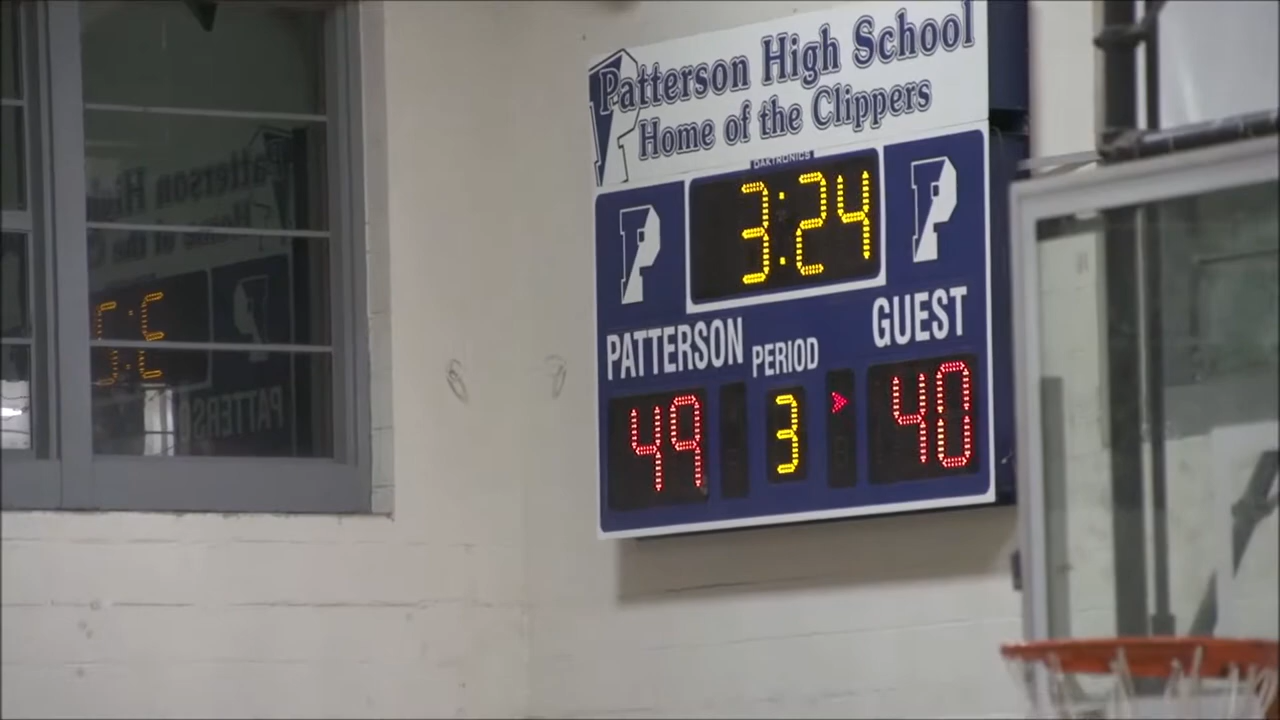 Patterson High School
Home of the Clippers
DAKTRONICS
P 3:24 P
PATTERSON PERIOD GUEST
49 3 40